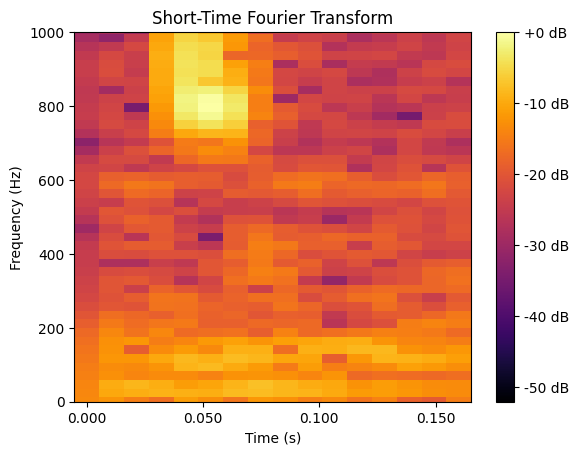 Short-Time Fourier Transform
1000
800
600
400
200
0
Frequency (Hz)
0.000
0.050
0.100
0.150
Time (s)
+0 dB
-10 dB
-20 dB
-30 dB
-40 dB
-50 dB